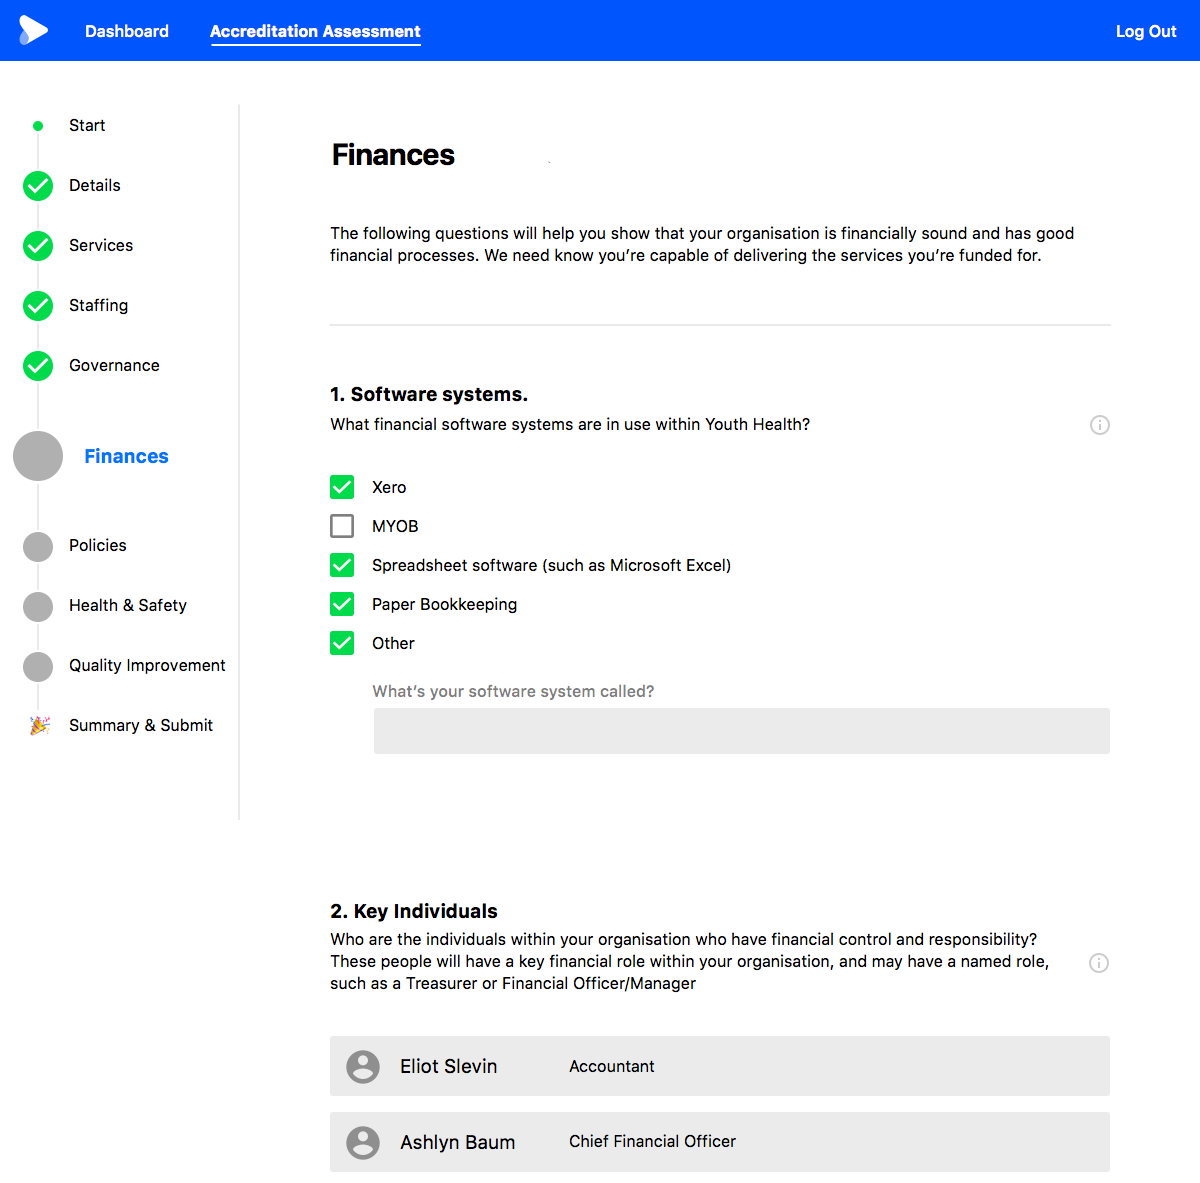 Dashboard
Accreditation Assessment
Log Out
Start
Details
Services
Staffing
Governance
Finances
Policies
Health & Safety
Quality Improvement
Summary & Submit
Finances
The following questions will help you show that your organisation is financially sound and has good
financial processes. We need know you’re capable of delivering the services you’re funded for.
1. Software systems.
What financial software systems are in use within Youth Health?
Xero
MYOB
Spreadsheet software (such as Microsoft Excel)
Paper Bookkeeping
Other
What’s your software system called?
2. Key Individuals
Who are the individuals within your organisation who have financial control and responsibility?
These people will have a key financial role within your organisation, and may have a named role,
such as a Treasurer or Financial Officer/Manager
Eliot Slevin
Accountant
Ashlyn Baum
Chief Financial Officer